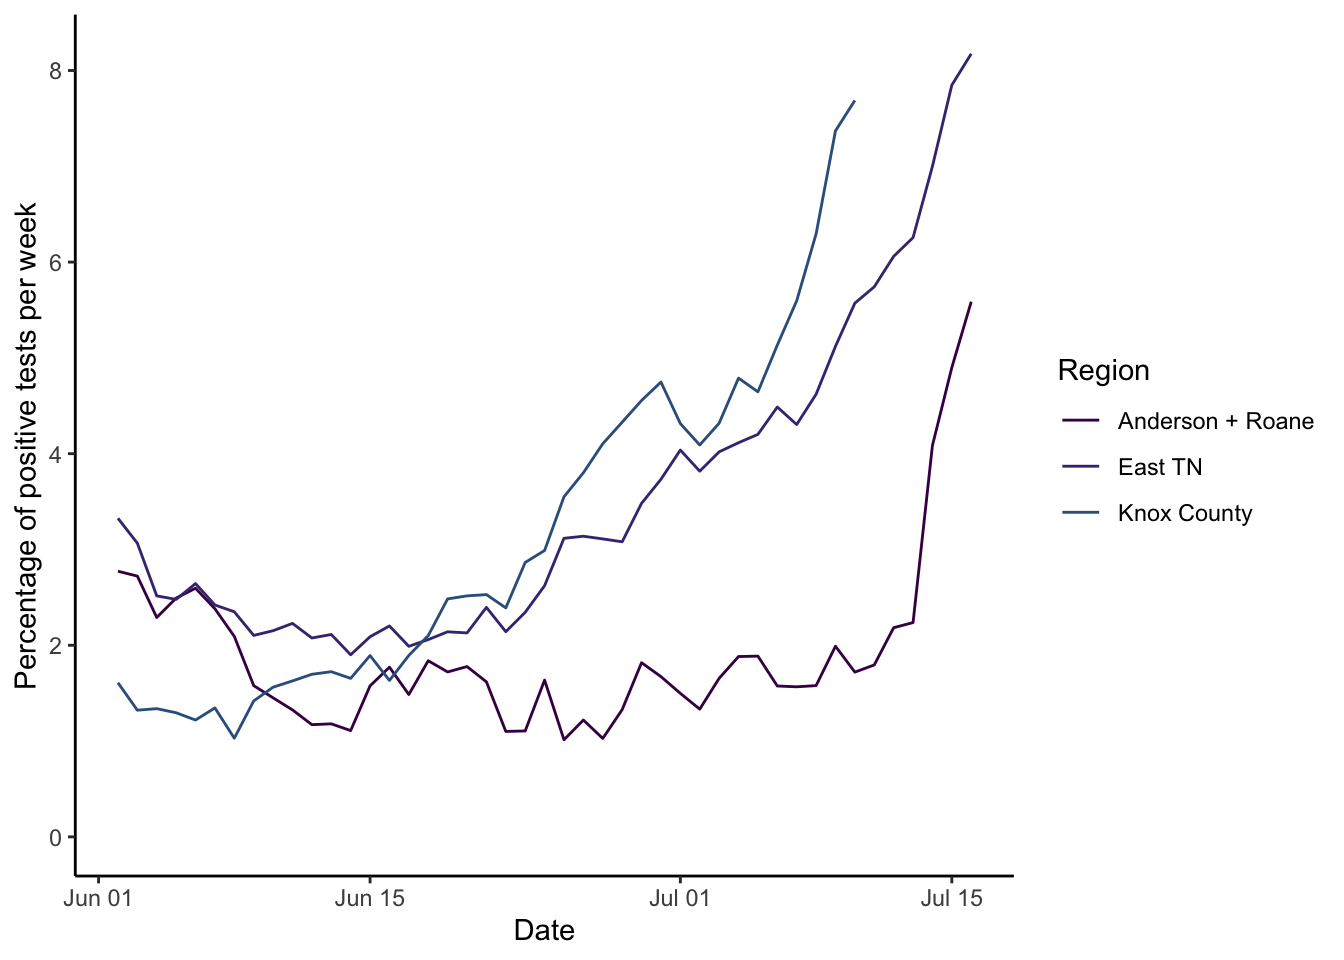 8
6
4
2
0
Percentage of positive tests per week
Jun 01
Jun 15
Jul 01
Jul 15
Date
Region
Anderson + Roane
East TN
Knox County